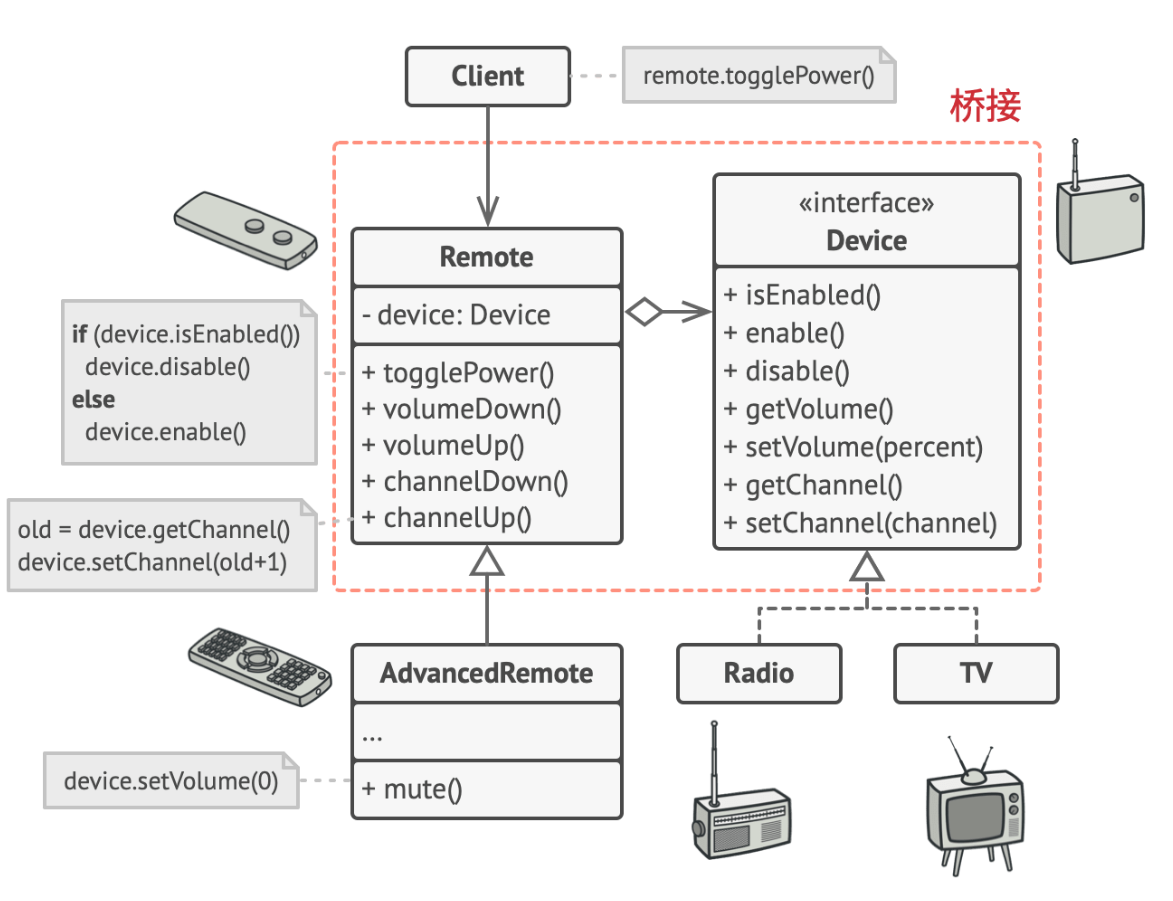 Client
remote.togglePower()
桥接
Remote
- device: Device
+ togglePower()
+ volumeDown()
+ volumeUp()
+ channelDown()
+ channelUp()
«interface»
Device
+ isEnabled()
+ enable()
+ disable()
+ getVolume()
+ setVolume(percent)
+ getChannel()
+ setChannel(channel)
if (device.isEnabled())
device.disable()
else
device.enable()
old = device.getChannel()
device.setChannel(old+1)
AdvancedRemote
...
+ mute()
device.setVolume(0)
Radio
TV